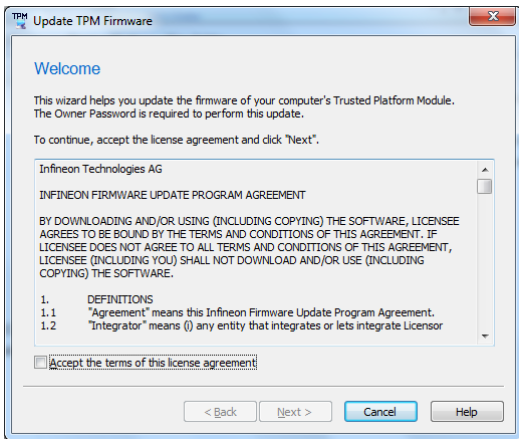 TPM Update TPM Firmware
Welcome
This wizard helps you update the firmware of your computer's Trusted Platform Module.
The Owner Password is required to perform this update.
To continue, accept the license agreement and click "Next".
Infineon Technologies AG
INFINEON FIRMWARE UPDATE PROGRAM AGREEMENT
BY DOWNLOADING AND/OR USING (INCLUDING COPYING) THE SOFTWARE, LICENSEE
AGREES TO BE BOUND BY THE TERMS AND CONDITIONS OF THIS AGREEMENT. IF
LICENSEE DOES NOT AGREE TO ALL TERMS AND CONDITIONS OF THIS AGREEMENT,
LICENSEE (INCLUDING YOU) SHALL NOT DOWNLOAD AND/OR USE (INCLUDING
COPYING) THE SOFTWARE.
1. DEFINITIONS
1.1 "Agreement" means this Infineon Firmware Update Program Agreement.
1.2 "Integrator" means (i) any entity that integrates or lets integrate Licensor
Accept the terms of this license agreement
< Back Next > Cancel Help